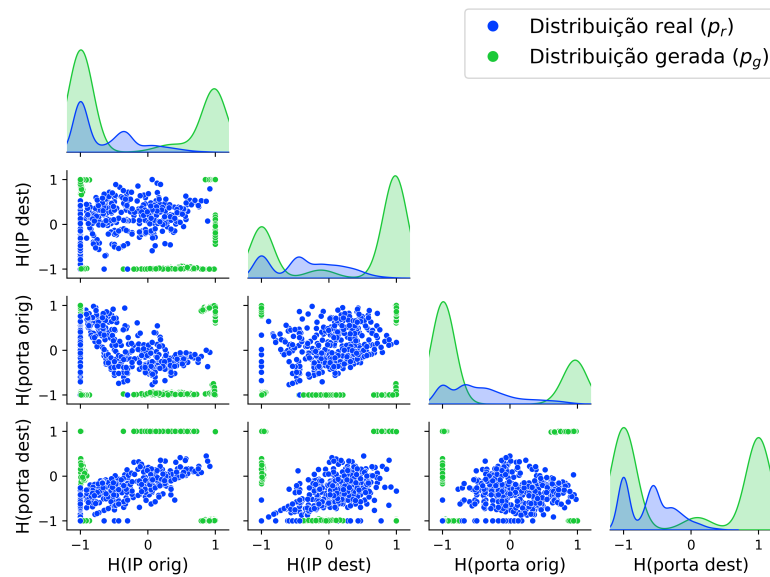 Distribuição real (pr)
Distribuição gerada (pg)
H(IP dest)
1
0
−1
H(porta orig)
1
0
−1
H(porta dest)
1
0
−1
−1 0 1
−1 0 1
−1 0 1
−1 0 1
H(IP orig)
H(IP dest)
H(porta orig)
H(porta dest)